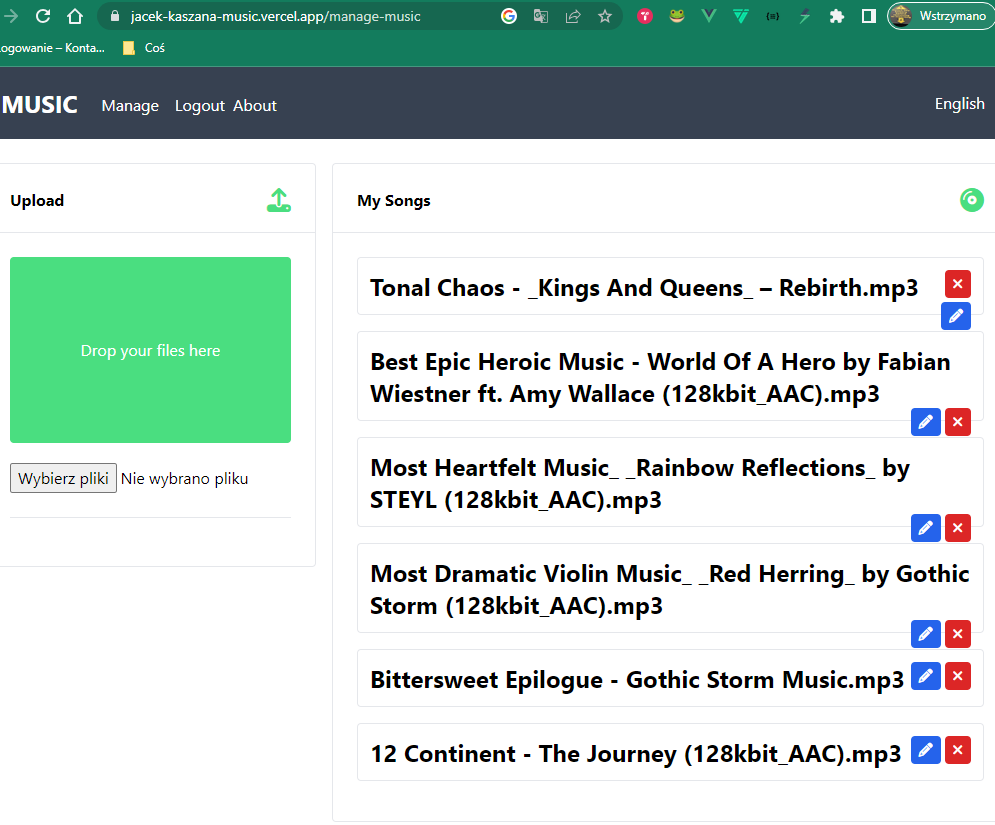 jacek-kaszana-music.vercel.app/manage-music
Wstrzymano
ogowanie – Konta...
Coś
MUSIC
Manage
Logout
About
English
Upload
Drop your files here
Wybierz pliki
Nie wybrano pliku
My Songs
Tonal Chaos - _Kings And Queens_ – Rebirth.mp3
Best Epic Heroic Music - World Of A Hero by Fabian
Wiestner ft. Amy Wallace (128kbit_AAC).mp3
Most Heartfelt Music_ _Rainbow Reflections_ by
STEYL (128kbit_AAC).mp3
Most Dramatic Violin Music_ _Red Herring_ by Gothic
Storm (128kbit_AAC).mp3
Bittersweet Epilogue - Gothic Storm Music.mp3
12 Continent - The Journey (128kbit_AAC).mp3